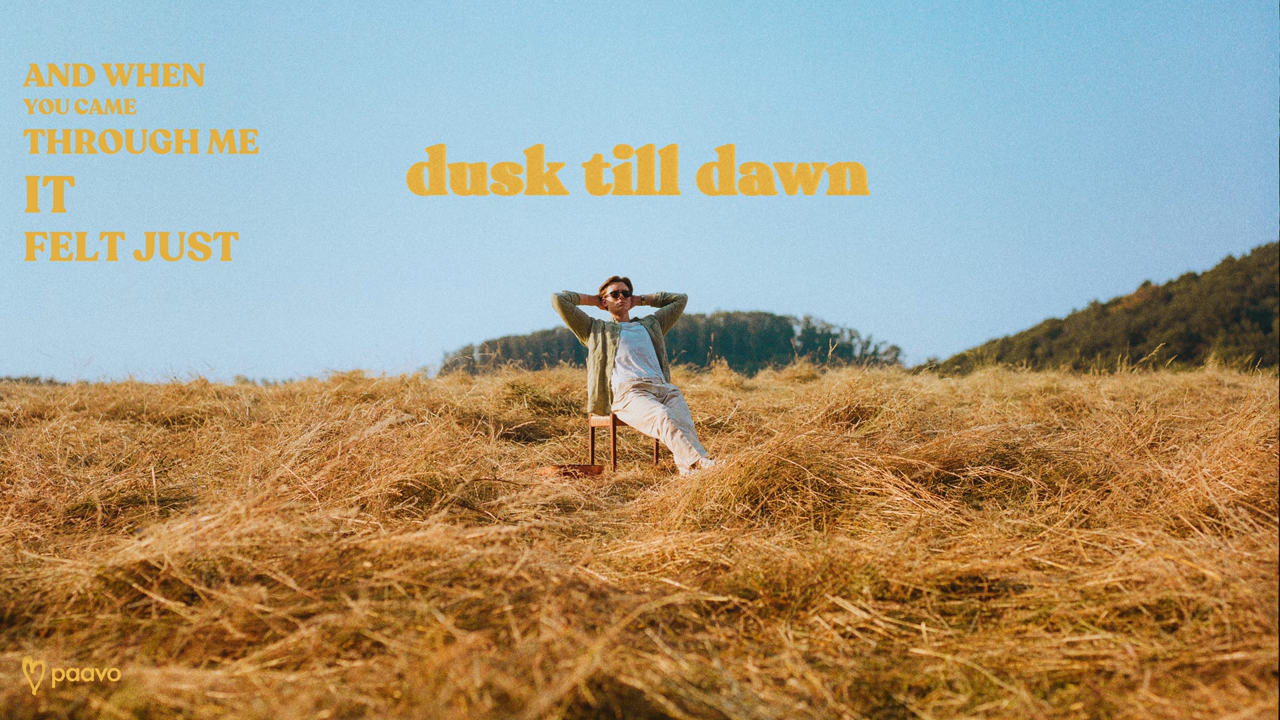 AND WHEN
YOU CAME
THROUGH ME
IT
FELT JUST
dusk till dawn
paavo